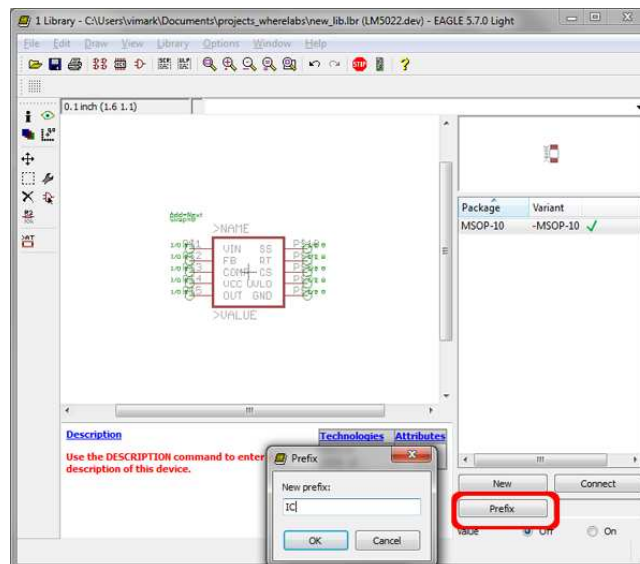 1 Library - C:\Users\vimark\Documents\projects_wherelabs\new_lib.lbr (LM5022.dev) - EAGLE 5.7.0 Light
File Edit Draw View Library Options Window Help
0.1 inch (1.6 1.1)
>NAME
VIN SS
FB RT
COMP CS
VCC UVLO
OUT GND
>VALUE
Package Variant
MSOP-10 -MSOP-10
Description
Technologies Attributes
Use the DESCRIPTION command to enter
description of this device.
Prefix
New prefix:
IC
OK Cancel
New Connect
Prefix
Value Off On